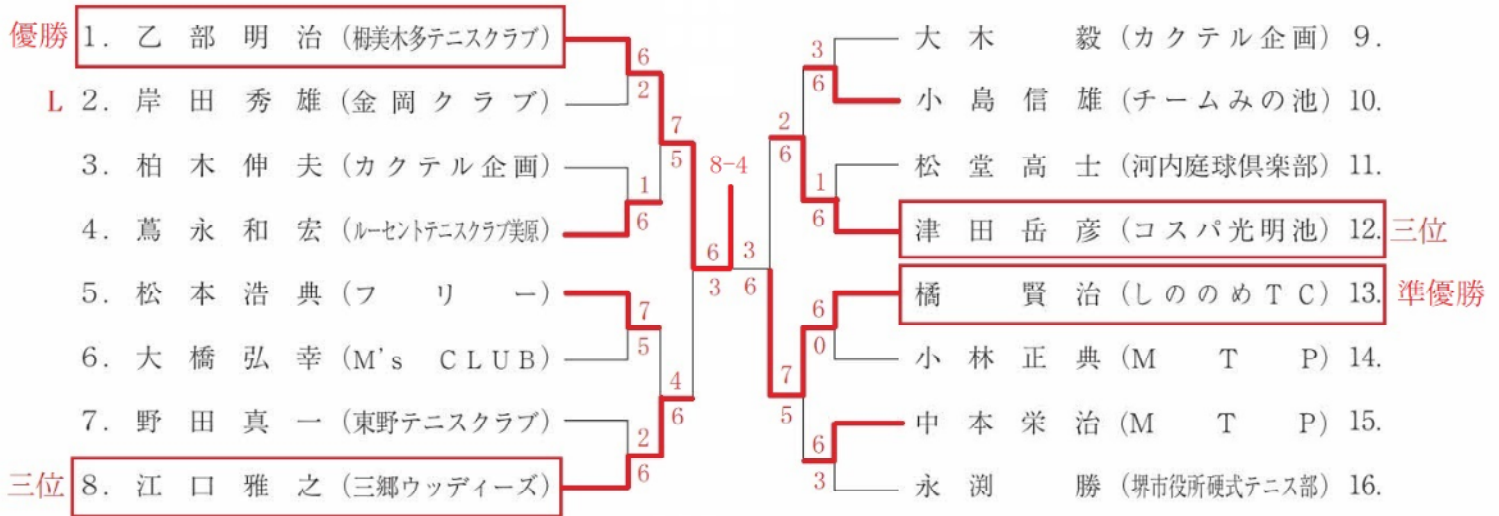 優勝 1. 乙部明治 (栂美木多テニスクラブ)
L 2. 岸田秀雄 (金岡クラブ)
3. 柏木伸夫 (カクテル企画)
4. 蔦永和宏 (ルーセントテニスクラブ美原)
5. 松本浩典 (フリー)
6. 大橋弘幸 (M's CLUB)
7. 野田真一 (東野テニスクラブ)
三位 8. 江口雅之 (三郷ウッディーズ)
6
2
7
5
1
6
6
3
7
5
4
6
2
6
8-4
3
6
2
6
3
6
1
6
6
0
7
5
6
3
大木毅 (カクテル企画) 9.
小島信雄 (チームみの池) 10.
松堂高士 (河内庭球倶楽部) 11.
津田岳彦 (コスパ光明池) 12. 三位
橘賢治 (しののめTC) 13. 準優勝
小林正典 (MTP) 14.
中本栄治 (MTP) 15.
永渕勝 (堺市役所硬式テニス部) 16.